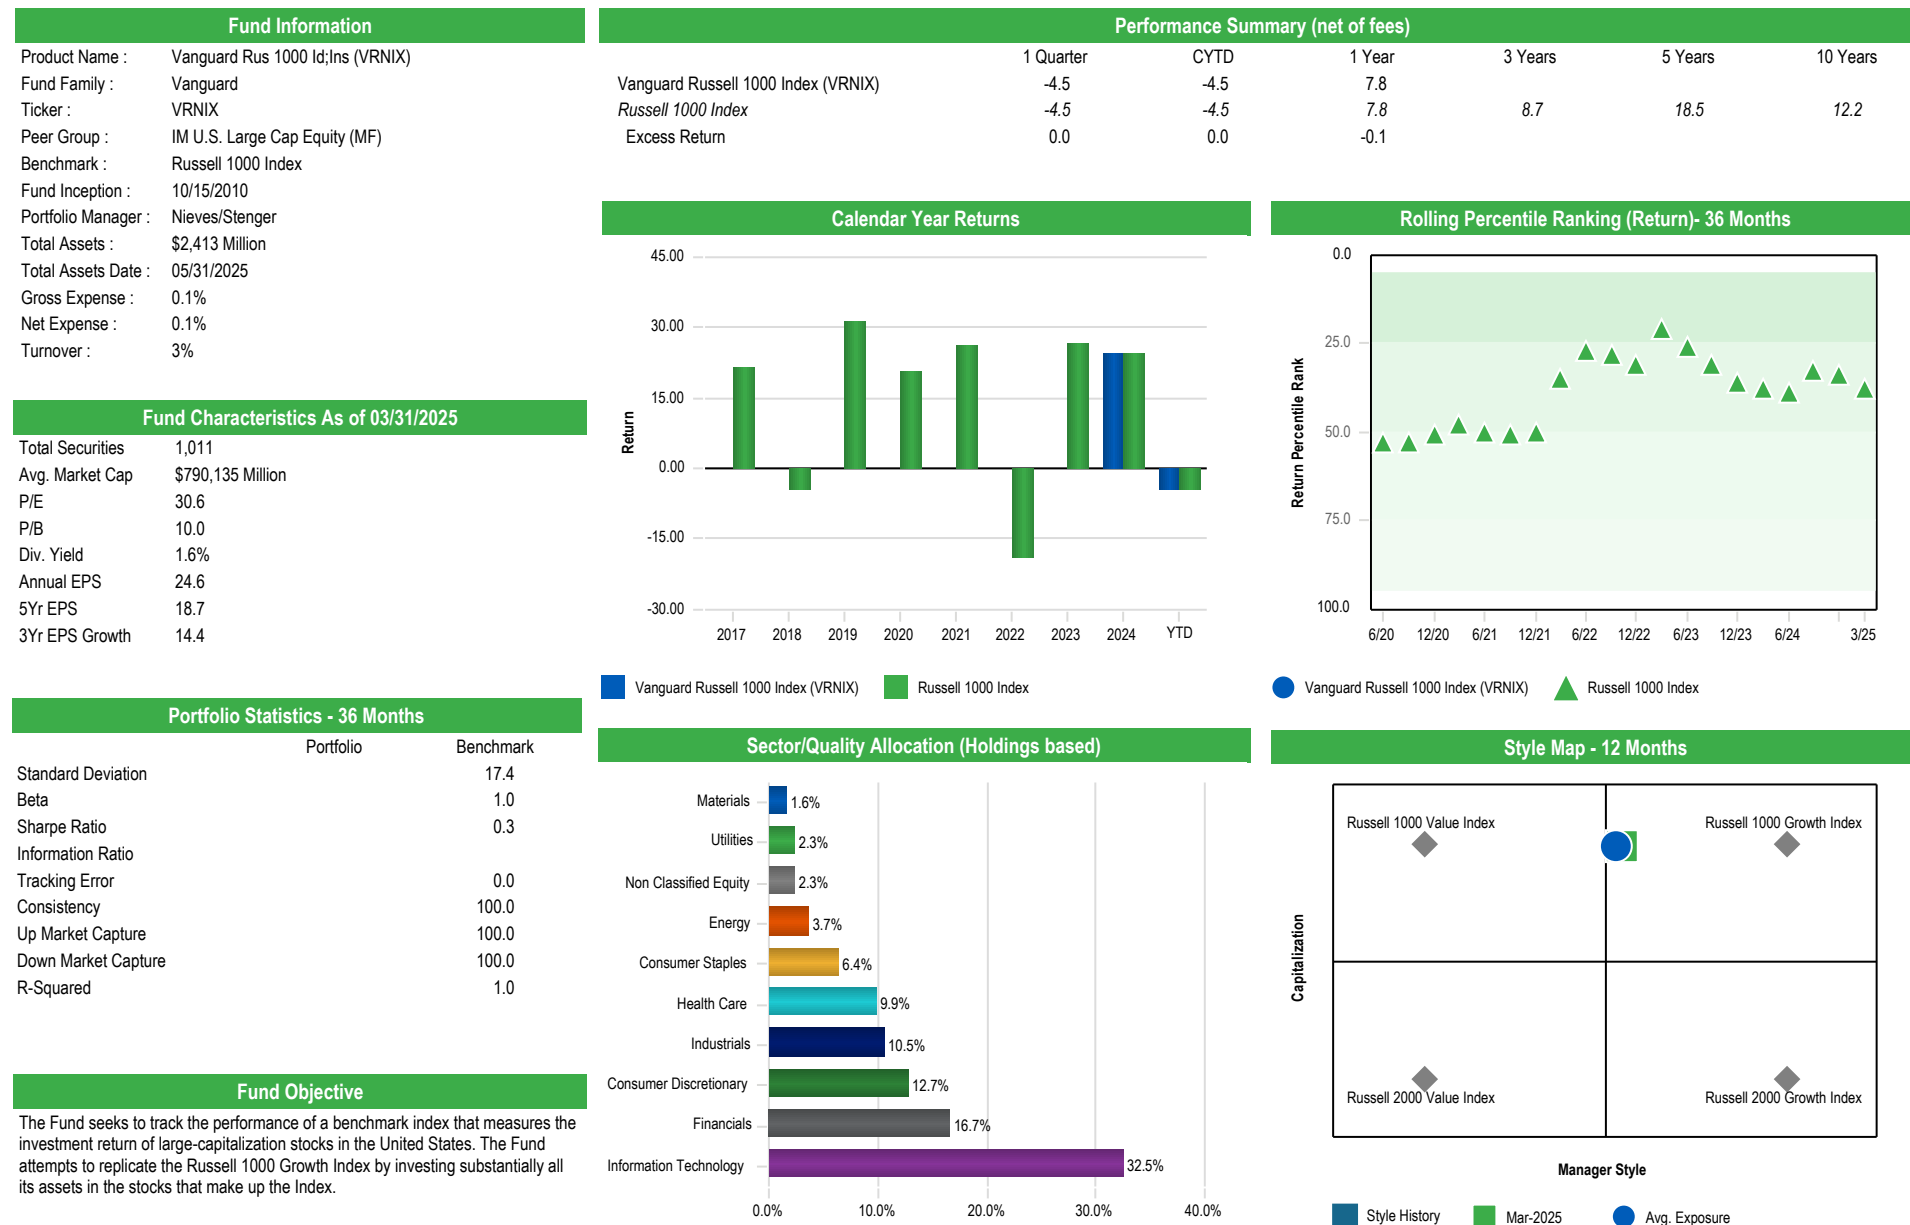 Fund Information
Product Name : Vanguard Rus 1000 Id;Ins (VRNIX)
Fund Family : Vanguard
Ticker : VRNIX
Peer Group : IM U.S. Large Cap Equity (MF)
Benchmark : Russell 1000 Index
Fund Inception : 10/15/2010
Portfolio Manager : Nieves/Stenger
Total Assets : $2,413 Million
Total Assets Date : 05/31/2025
Gross Expense : 0.1%
Net Expense : 0.1%
Turnover : 3%
Fund Characteristics As of 03/31/2025
Total Securities 1,011
Avg. Market Cap $790,135 Million
P/E 30.6
P/B 10.0
Div. Yield 1.6%
Annual EPS 24.6
5Yr EPS 18.7
3Yr EPS Growth 14.4
Portfolio Statistics - 36 Months
Portfolio Benchmark
Standard Deviation 17.4
Beta 1.0
Sharpe Ratio 0.3
Information Ratio
Tracking Error 0.0
Consistency 100.0
Up Market Capture 100.0
Down Market Capture 100.0
R-Squared 1.0
Fund Objective
The Fund seeks to track the performance of a benchmark index that measures the
investment return of large-capitalization stocks in the United States. The Fund
attempts to replicate the Russell 1000 Growth Index by investing substantially all
its assets in the stocks that make up the Index.
Performance Summary (net of fees)
1 Quarter CYTD 1 Year 3 Years 5 Years 10 Years
Vanguard Russell 1000 Index (VRNIX) -4.5 -4.5 7.8
Russell 1000 Index -4.5 -4.5 7.8 8.7 18.5 12.2
Excess Return 0.0 0.0 -0.1
Calendar Year Returns
Return
45.00
30.00
15.00
0.00
-15.00
-30.00
2017 2018 2019 2020 2021 2022 2023 2024 YTD
Vanguard Russell 1000 Index (VRNIX) Russell 1000 Index
Rolling Percentile Ranking (Return)- 36 Months
Return Percentile Rank
0.0
25.0
50.0
75.0
100.0
6/20 12/20 6/21 12/21 6/22 12/22 6/23 12/23 6/24 3/25
Vanguard Russell 1000 Index (VRNIX) Russell 1000 Index
Sector/Quality Allocation (Holdings based)
Materials 1.6%
Utilities 2.3%
Non Classified Equity 2.3%
Energy 3.7%
Consumer Staples 6.4%
Health Care 9.9%
Industrials 10.5%
Consumer Discretionary 12.7%
Financials 16.7%
Information Technology 32.5%
0.0% 10.0% 20.0% 30.0% 40.0%
Style Map - 12 Months
Capitalization
Russell 1000 Value Index Russell 1000 Growth Index
Russell 2000 Value Index Russell 2000 Growth Index
Manager Style
Style History Mar-2025 Avg. Exposure